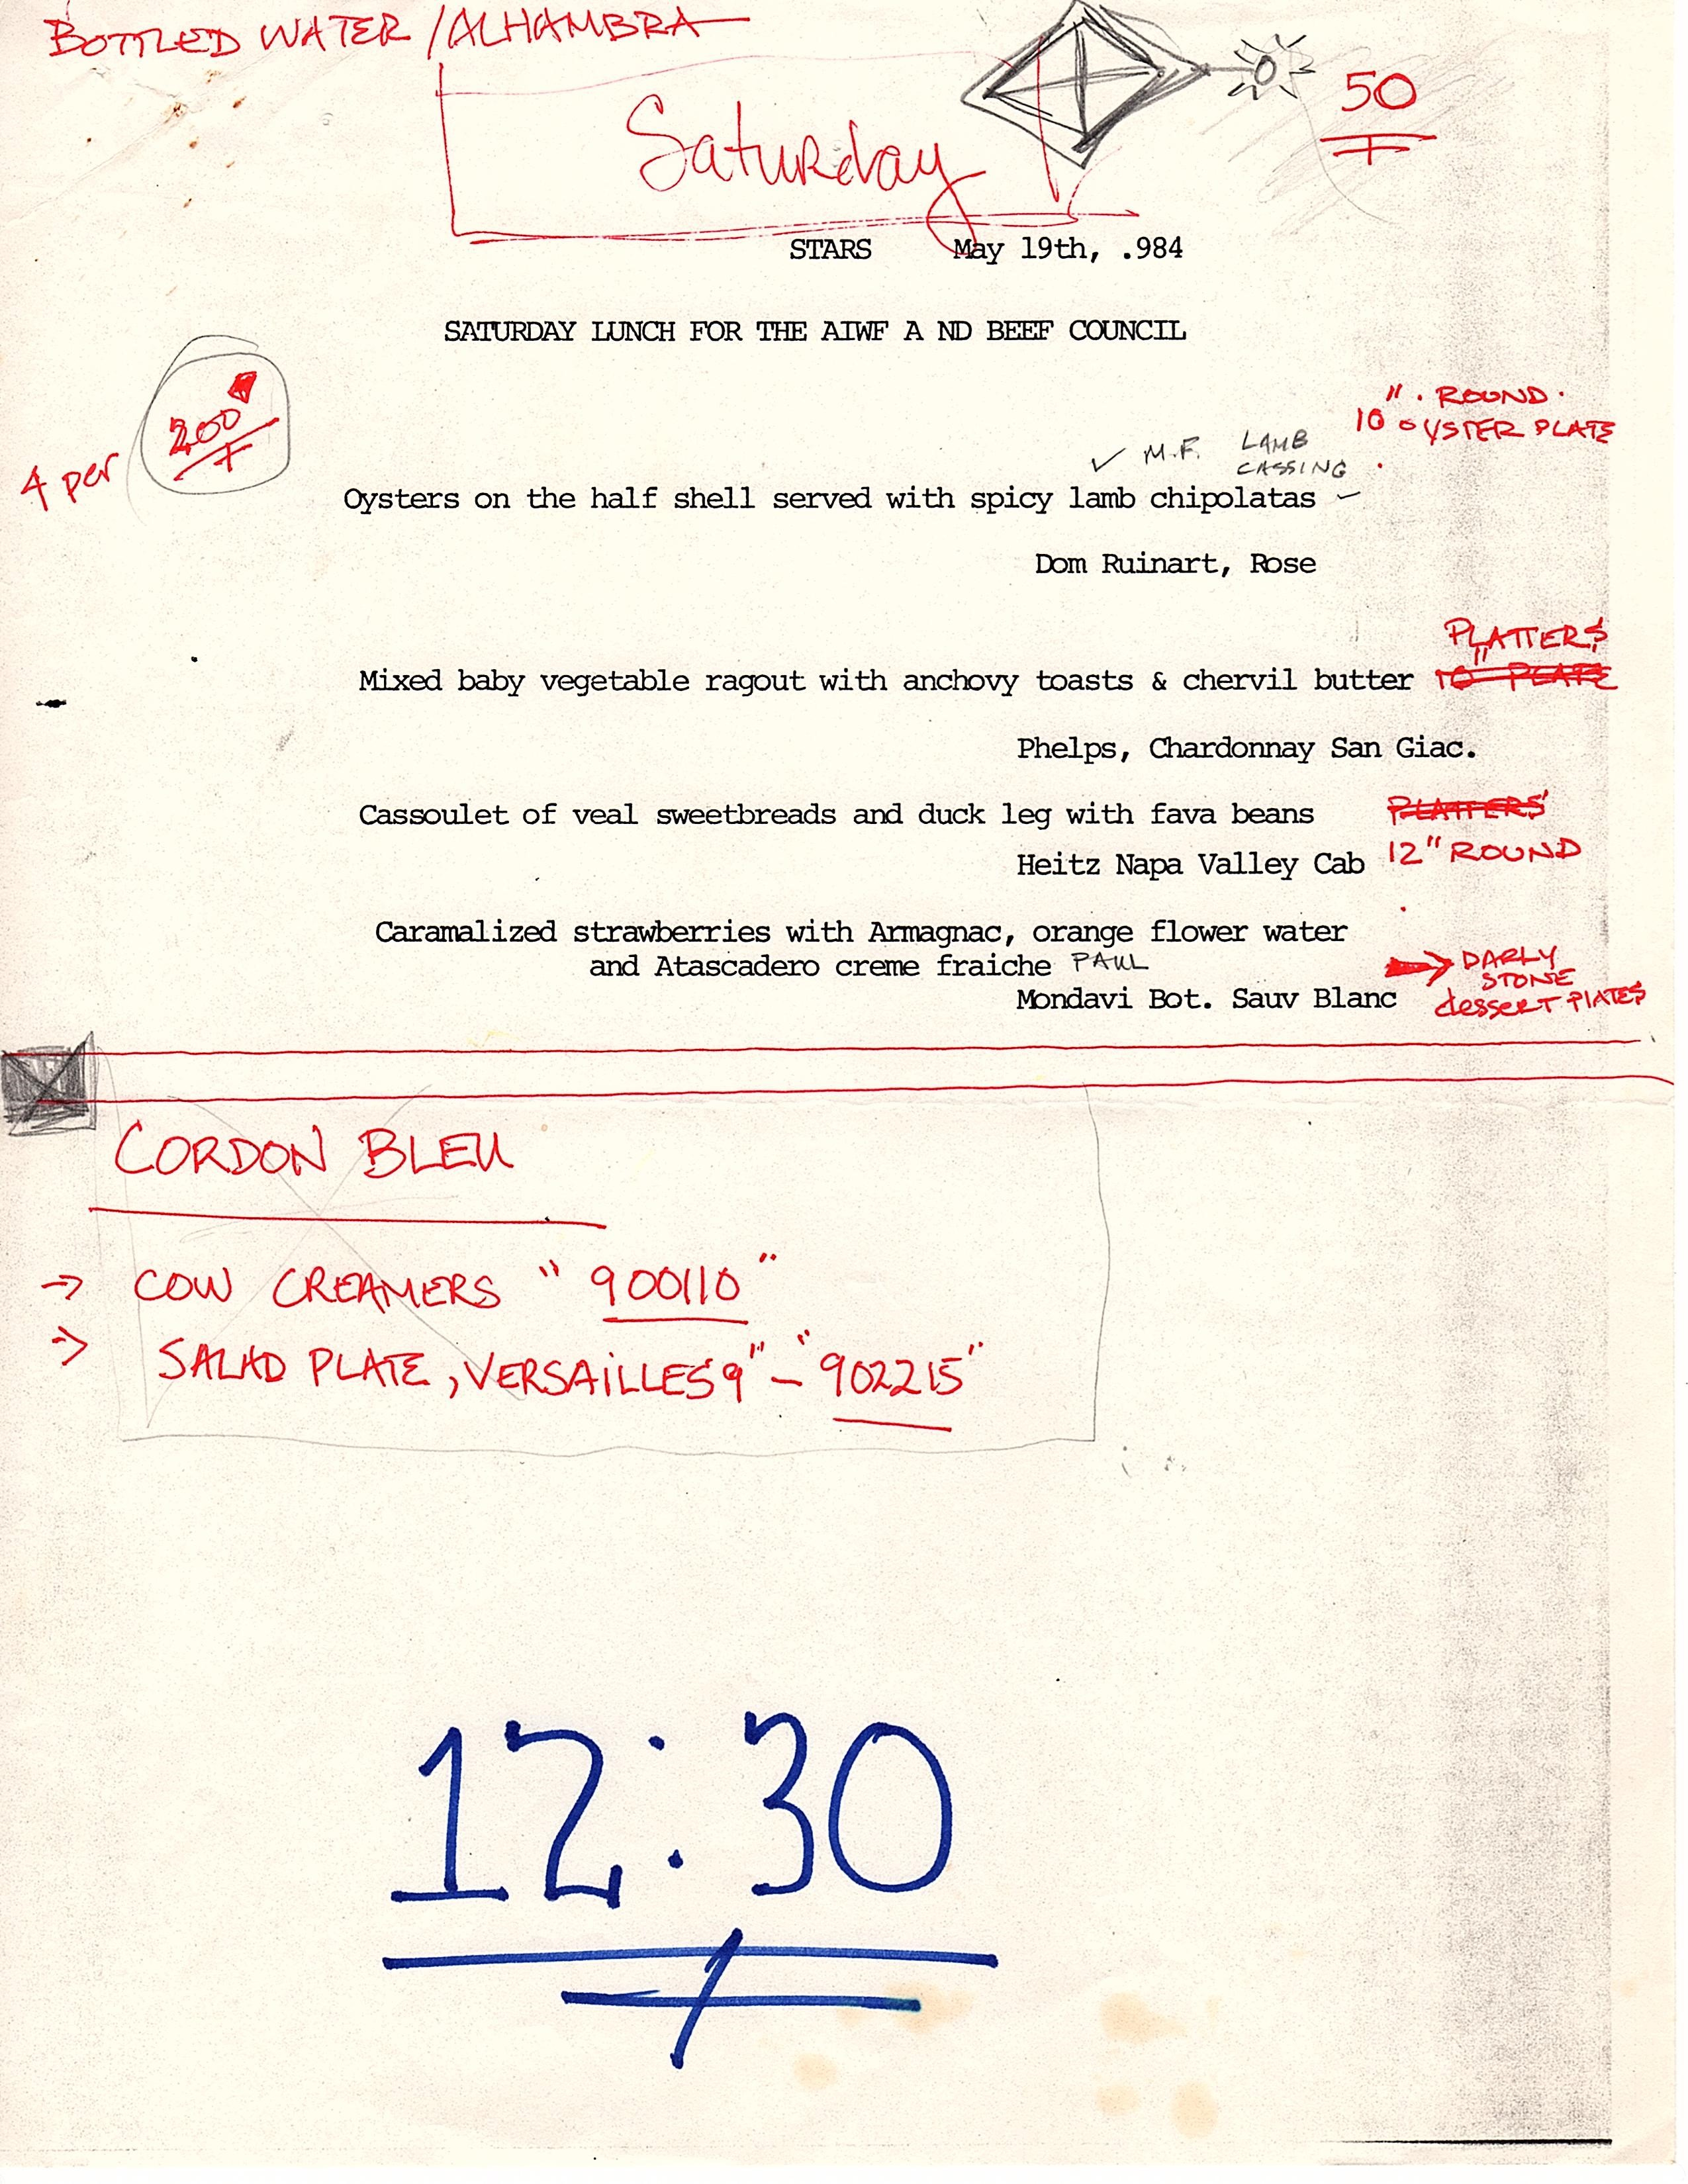 BOTTLED WATER / ALHAMBRA
50
Saturday
STARS May 19th, .984
SATURDAY LUNCH FOR THE AIWF A ND BEEF COUNCIL
200
4 per
10" . ROUND .
OYSTER PLATE
✓ M.F. LAMB
CASSING
Oysters on the half shell served with spicy lamb chipolatas
Dom Ruinart, Rose
PLATTERS
Mixed baby vegetable ragout with anchovy toasts & chervil butter 10" PLATE
Phelps, Chardonnay San Giac.
Cassoulet of veal sweetbreads and duck leg with fava beans PLATTERS
Heitz Napa Valley Cab 12" ROUND
Caramalized strawberries with Armagnac, orange flower water
and Atascadero creme fraiche PAUL
→ DARLY
STONE
dessert PLATES
Mondavi Bot. Sauv Blanc
CORDON BLEU
→ COW CREAMERS "900110"
→ SALAD PLATE, VERSAILLES 9" - "902215"
12:30